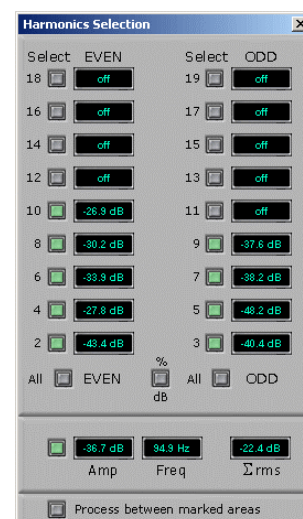 Harmonics Selection
Select EVEN Select ODD
18 off 19 off
16 off 17 off
14 off 15 off
12 off 13 off
10 -26.9 dB 11 off
8 -30.2 dB 9 -37.6 dB
6 -33.9 dB 7 -38.2 dB
4 -27.8 dB 5 -48.2 dB
2 -43.4 dB 3 -40.4 dB
%
All EVEN All ODD
dB
-36.7 dB 94.9 Hz -22.4 dB
Amp Freq Σrms
Process between marked areas